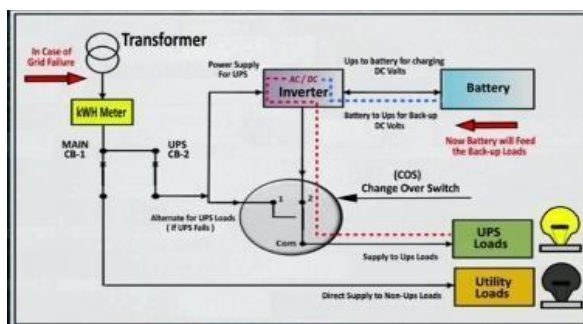 In Case of
Grid Failure
Transformer
kWH Meter
MAIN
CB-1
UPS
CB-2
Power Supply
For UPS
AC / DC
Inverter
Ups to battery for charging
DC Volts
Battery to Ups for Back-up
DC Volts
Battery
Now Battery will Feed
the Back-up Loads
(COS)
Change Over Switch
1
2
Com
Alternate for UPS Loads
( If UPS Fails )
UPS
Loads
Supply to Ups Loads
Utility
Loads
Direct Supply to Non-Ups Loads